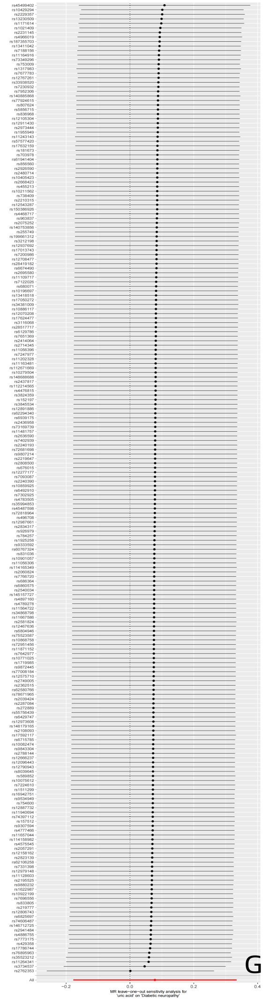 rs45499402
rs10429294
rs2229357
rs13230509
rs1171614
rs1021409
rs2231145
rs4966019
rs187355703
rs13411042
rs7188156
rs11164916
rs73349296
rs753009
rs1317983
rs7677783
rs12767261
rs33938520
rs7230932
rs7952306
rs140885868
rs77924615
rs807624
rs5856715
rs836968
rs12105304
rs12911430
rs2973444
rs1955949
rs11243143
rs57577420
rs17632159
rs181673
rs703978
rs61941404
rs856560
rs2926590
rs2480714
rs10405423
rs2668423
rs455213
rs10211562
rs738409
rs2210315
rs12543287
rs150386926
rs4468717
rs963837
rs2075252
rs140753856
rs255749
rs199661312
rs3212198
rs12937692
rs17013743
rs7200986
rs12708477
rs28419182
rs6674490
rs2695580
rs11109717
rs7122026
rs680071
rs10196697
rs13418518
rs17050272
rs34381009
rs10886117
rs12070208
rs17624477
rs3116068
rs28517717
rs6129786
rs7651369
rs2414064
rs2714345
rs11056396
rs7247977
rs11202328
rs11163481
rs112671669
rs10279504
rs148688688
rs2437817
rs112214565
rs4476815
rs3824359
rs152197
rs3845534
rs12891886
rs62294340
rs6939175
rs2436958
rs73169739
rs11481757
rs2636590
rs7402939
rs2240193
rs72681698
rs9807214
rs2219647
rs2808500
rs676015
rs12277177
rs7093087
rs2240390
rs10859925
rs6492910
rs7302925
rs4783505
rs35994853
rs45487598
rs72818964
rs496708
rs12987661
rs2834317
rs926979
rs784257
rs1925258
rs9333592
rs60767324
rs831036
rs10901057
rs11056306
rs114165349
rs2060824
rs7766720
rs686364
rs6860575
rs2540034
rs145157727
rs4897160
rs4789278
rs11564722
rs34868798
rs11667586
rs2581824
rs12467636
rs6804946
rs75523587
rs10868758
rs72951456
rs11871152
rs7642977
rs10771025
rs1719985
rs9872445
rs77008184
rs12575710
rs2749005
rs2362515
rs62580766
rs78671965
rs2039424
rs2287084
rs272889
rs55756439
rs6429747
rs12973608
rs148179165
rs2108093
rs17592117
rs6715785
rs10082474
rs9843304
rs2788144
rs12666237
rs12096443
rs12790943
rs8039645
rs589852
rs10075612
rs7224610
rs1511299
rs16942751
rs9534949
rs754600
rs12887732
rs11940694
rs74397112
rs157512
rs9307594
rs4777466
rs11657044
rs114158982
rs4575545
rs2057291
rs12158162
rs2823139
rs62106258
rs7331398
rs12979148
rs11128603
rs2195525
rs9880232
rs1622987
rs10922199
rs7696556
rs833805
rs219777
rs12806743
rs6825697
rs74606487
rs146712725
rs2941484
rs4886755
rs7773175
rs429358
rs17786744
rs76895963
rs35523212
rs11264341
rs3734537
rs2762353
G
All
−0.2 0.0 0.2 0.4
MR leave−one−out sensitivity analysis for
'uric acid' on 'Diabetic neuropathy'